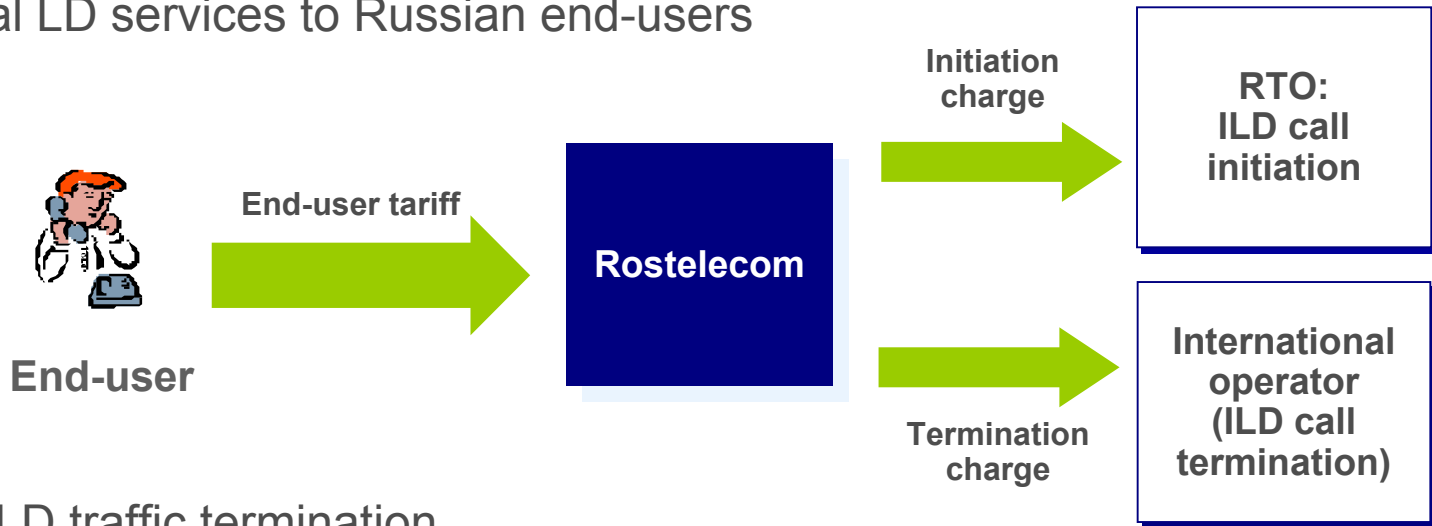 LD services to Russian end-users
Initiation
charge
RTO:
ILD call
initiation
End-user tariff
Rostelecom
End-user
International
operator
(ILD call
termination)
Termination
charge
LD traffic termination